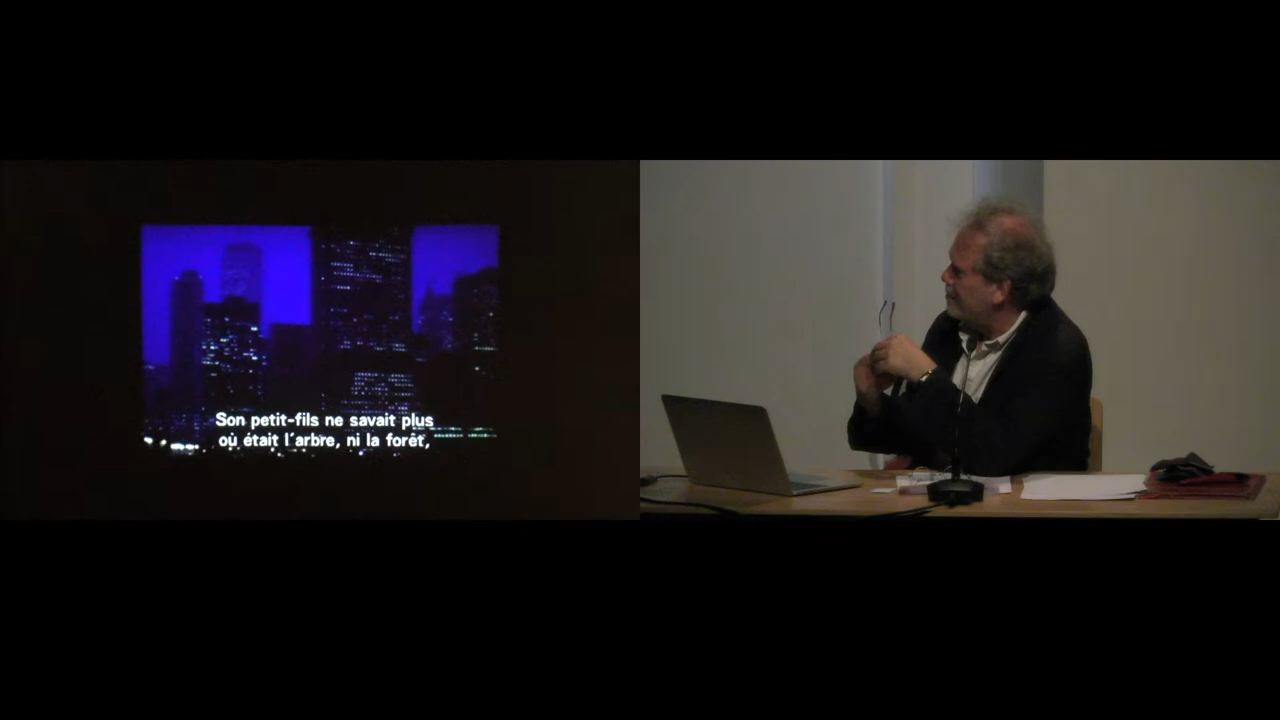 Son petit-fils ne savait plus
où était l'arbre, ni la forêt,